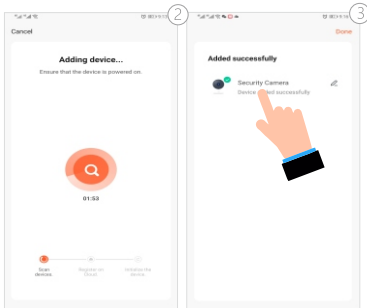 Cancel
2
Adding device...
Ensure that the device is powered on.
01:53
Scan
devices
Register on
Cloud
Initialize the
device.
3
Done
Added successfully
Security Camera
Device added successfully